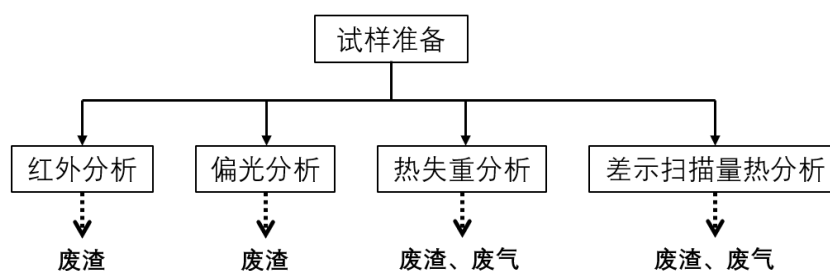 试样准备
红外分析
偏光分析
热失重分析
差示扫描量热分析
废渣
废渣
废渣、废气
废渣、废气